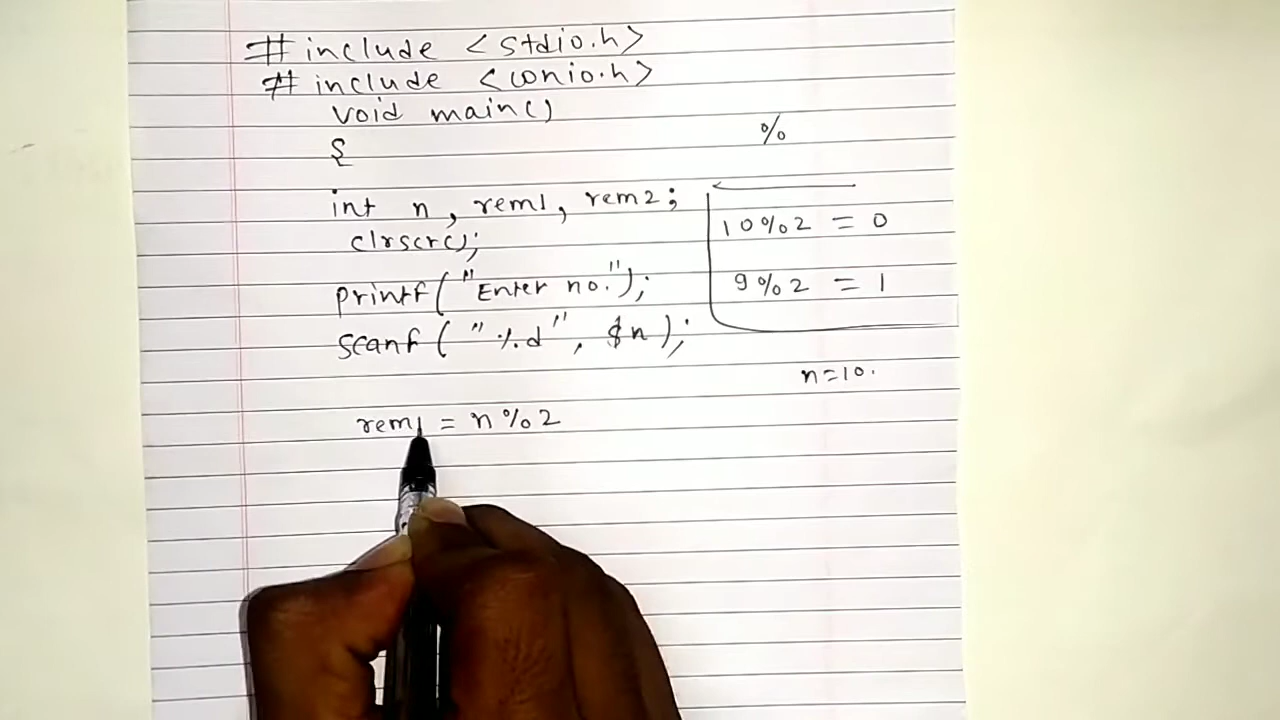 #include <stdio.h>
#include <conio.h>
void main()
{
int n, rem1, rem2;
clrscr();
printf("Enter no.");
scanf("%d", &n);
rem1 = n%2
%
10%2 = 0
9%2 = 1
n=10.